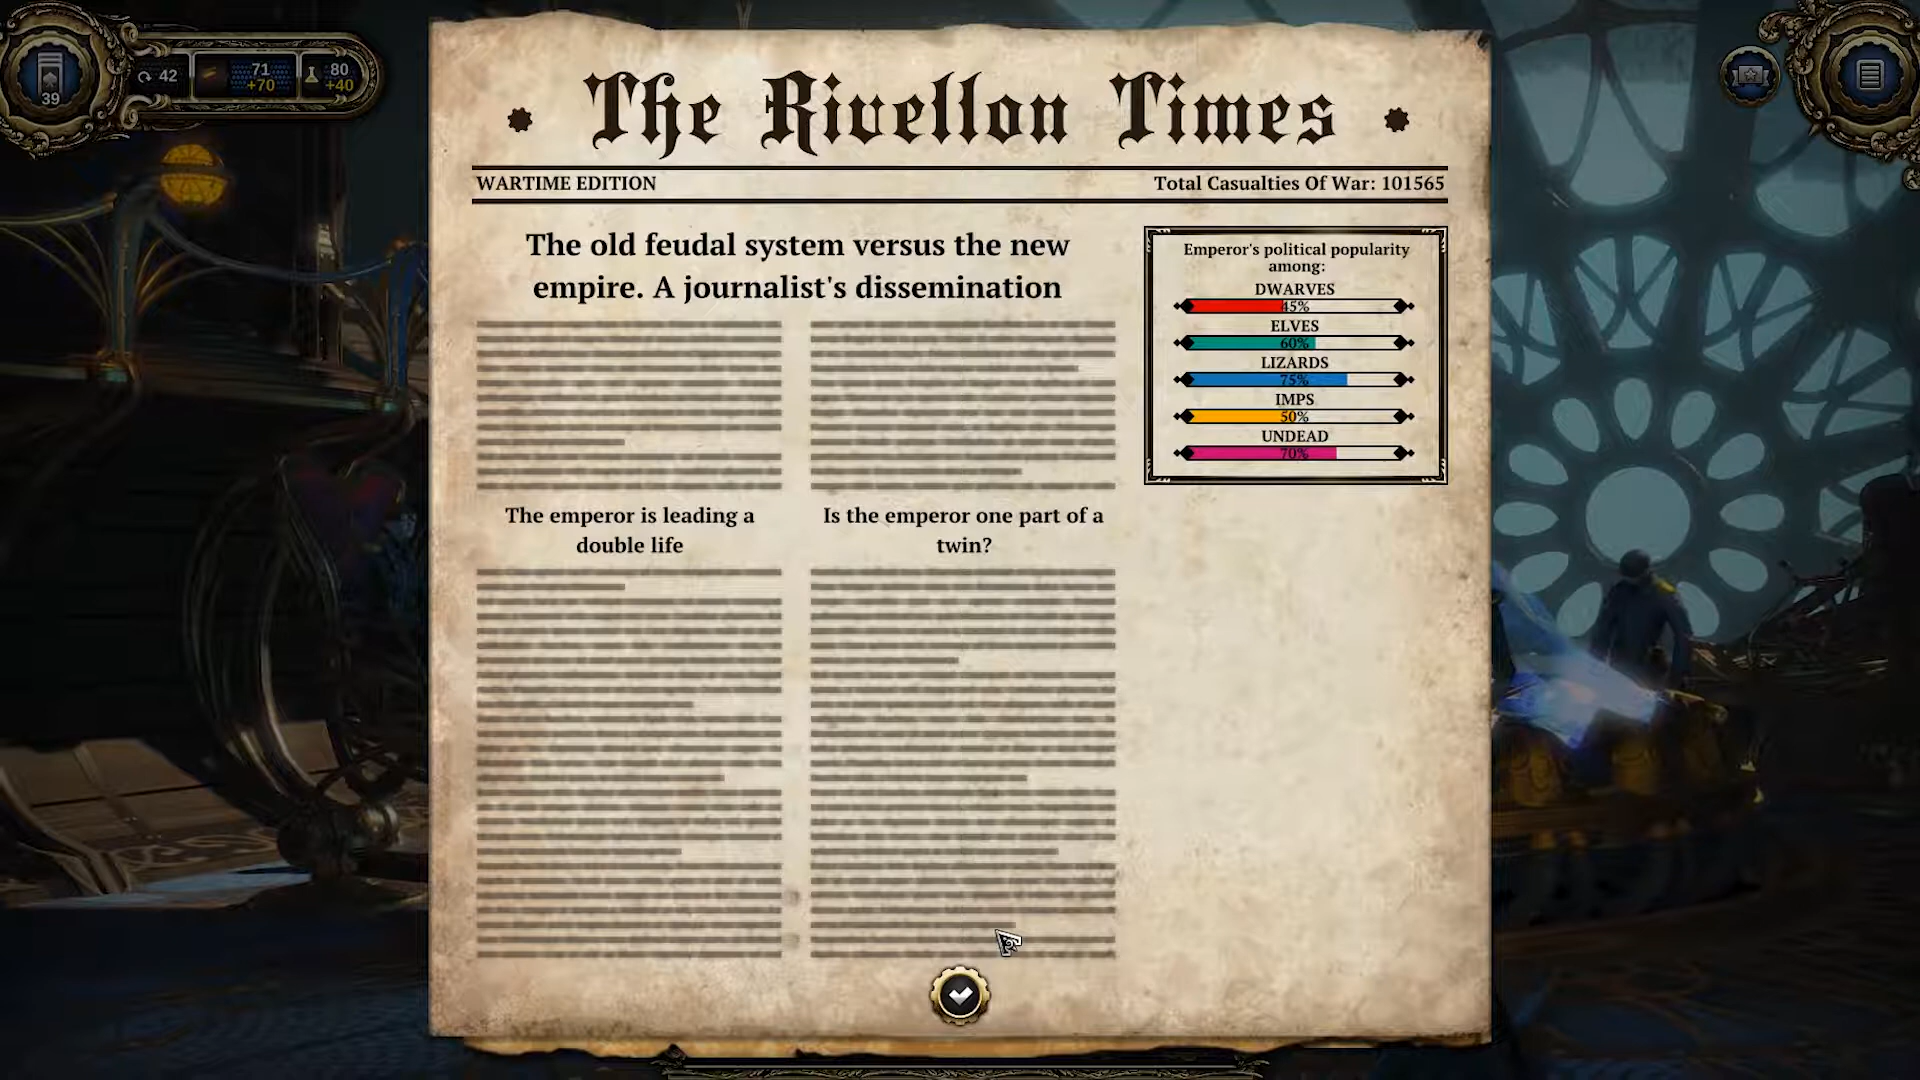 39
42
71
+70
80
+40
The Rivellon Times
WARTIME EDITION
Total Casualties Of War: 101565
The old feudal system versus the new
empire. A journalist's dissemination
The emperor is leading a
double life
Is the emperor one part of a
twin?
Emperor's political popularity
among:
DWARVES
45%
ELVES
60%
LIZARDS
75%
IMPS
50%
UNDEAD
70%